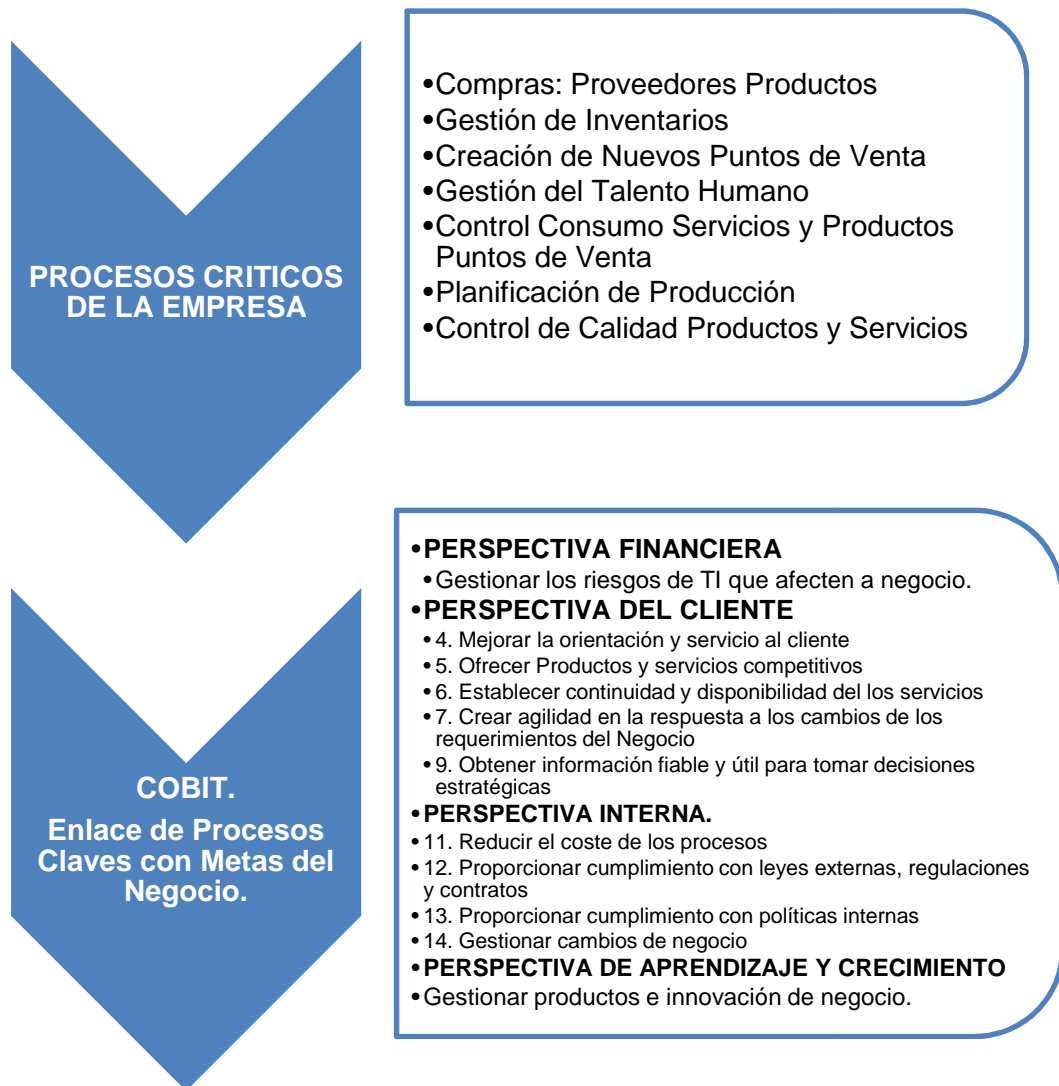 PROCESOS CRITICOS
DE LA EMPRESA
•Compras: Proveedores Productos
•Gestión de Inventarios
•Creación de Nuevos Puntos de Venta
•Gestión del Talento Humano
•Control Consumo Servicios y Productos
Puntos de Venta
•Planificación de Producción
•Control de Calidad Productos y Servicios
COBIT.
Enlace de Procesos
Claves con Metas del
Negocio.
•PERSPECTIVA FINANCIERA
•Gestionar los riesgos de TI que afecten a negocio.
•PERSPECTIVA DEL CLIENTE
•4. Mejorar la orientación y servicio al cliente
•5. Ofrecer Productos y servicios competitivos
•6. Establecer continuidad y disponibilidad del los servicios
•7. Crear agilidad en la respuesta a los cambios de los
requerimientos del Negocio
•9. Obtener información fiable y útil para tomar decisiones
estratégicas
•PERSPECTIVA INTERNA.
•11. Reducir el coste de los procesos
•12. Proporcionar cumplimiento con leyes externas, regulaciones
y contratos
•13. Proporcionar cumplimiento con políticas internas
•14. Gestionar cambios de negocio
•PERSPECTIVA DE APRENDIZAJE Y CRECIMIENTO
•Gestionar productos e innovación de negocio.